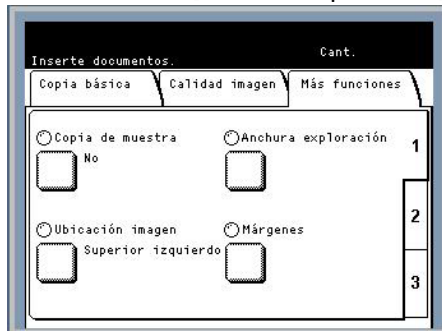 Cant.
Inserte documentos.
Copia básica Calidad imagen Más funciones
Copia de muestra Anchura exploración 1
No
2
Ubicación imagen Márgenes
Superior izquierdo
3